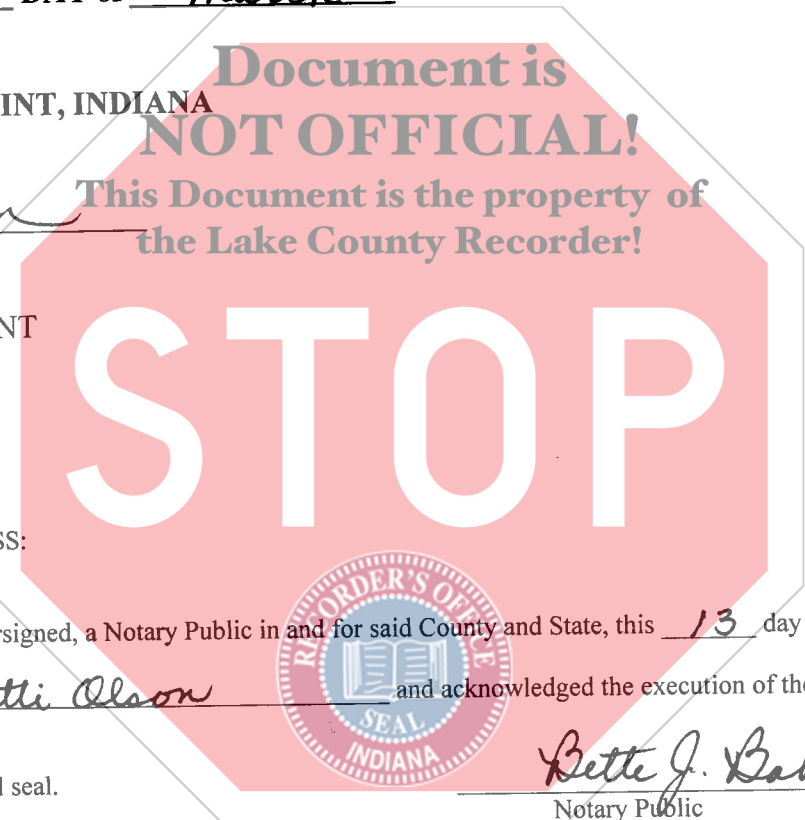 DAY of
Document is
INT, INDIANA
NOT OFFICIAL!
This Document is the property of
the Lake County Recorder!
NT
STOP
SS:
RECORDER'S OFFICE
rsigned, a Notary Public in and for said County and State, this 13 day
tti Olson and acknowledged the execution of the
SEAL
INDIANA
Bette J.
l seal.
Notary Public